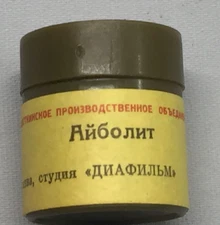 ПРОИЗВОДСТВЕННОЕ
Айболит
студия «ДИАФИЛЬМ»